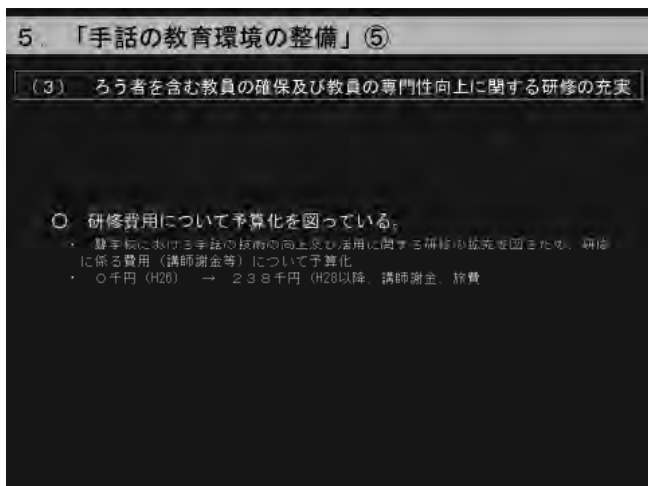 5.　「手話の教育環境の整備」⑤
（3）　ろう者を含む教員の確保及び教員の専門性向上に関する研修の充実
○　研修費用について予算化を図っている。
・　聾学校における手話の技術の向上及び活用に関する研修の拡充を図るため、研修
に係る費用（講師謝金等）について予算化
・　０千円（H26）　→　２３８千円（H28以降、講師謝金、旅費